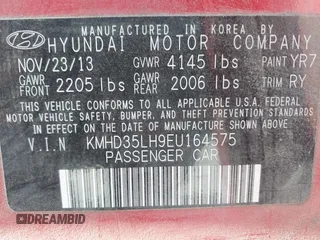 MANUFACTURED IN KOREA BY
HYUNDAI MOTOR COMPANY
NOV/23/13 GVWR 4145 lbs PAINT YR7
GAWR FRONT 2205 lbs GAWR REAR 2006 lbs TRIM RY
THIS VEHICLE CONFORMS TO ALL APPLICABLE U.S. FEDERAL MOTOR
VEHICLE SAFETY, BUMPER, AND THEFT PREVENTION STANDARDS IN
EFFECT ON THE DATE OF MANUFACTURE SHOWN ABOVE.
V.I.N KMHD35LH9EU164575
PASSENGER CAR
DREAMBID